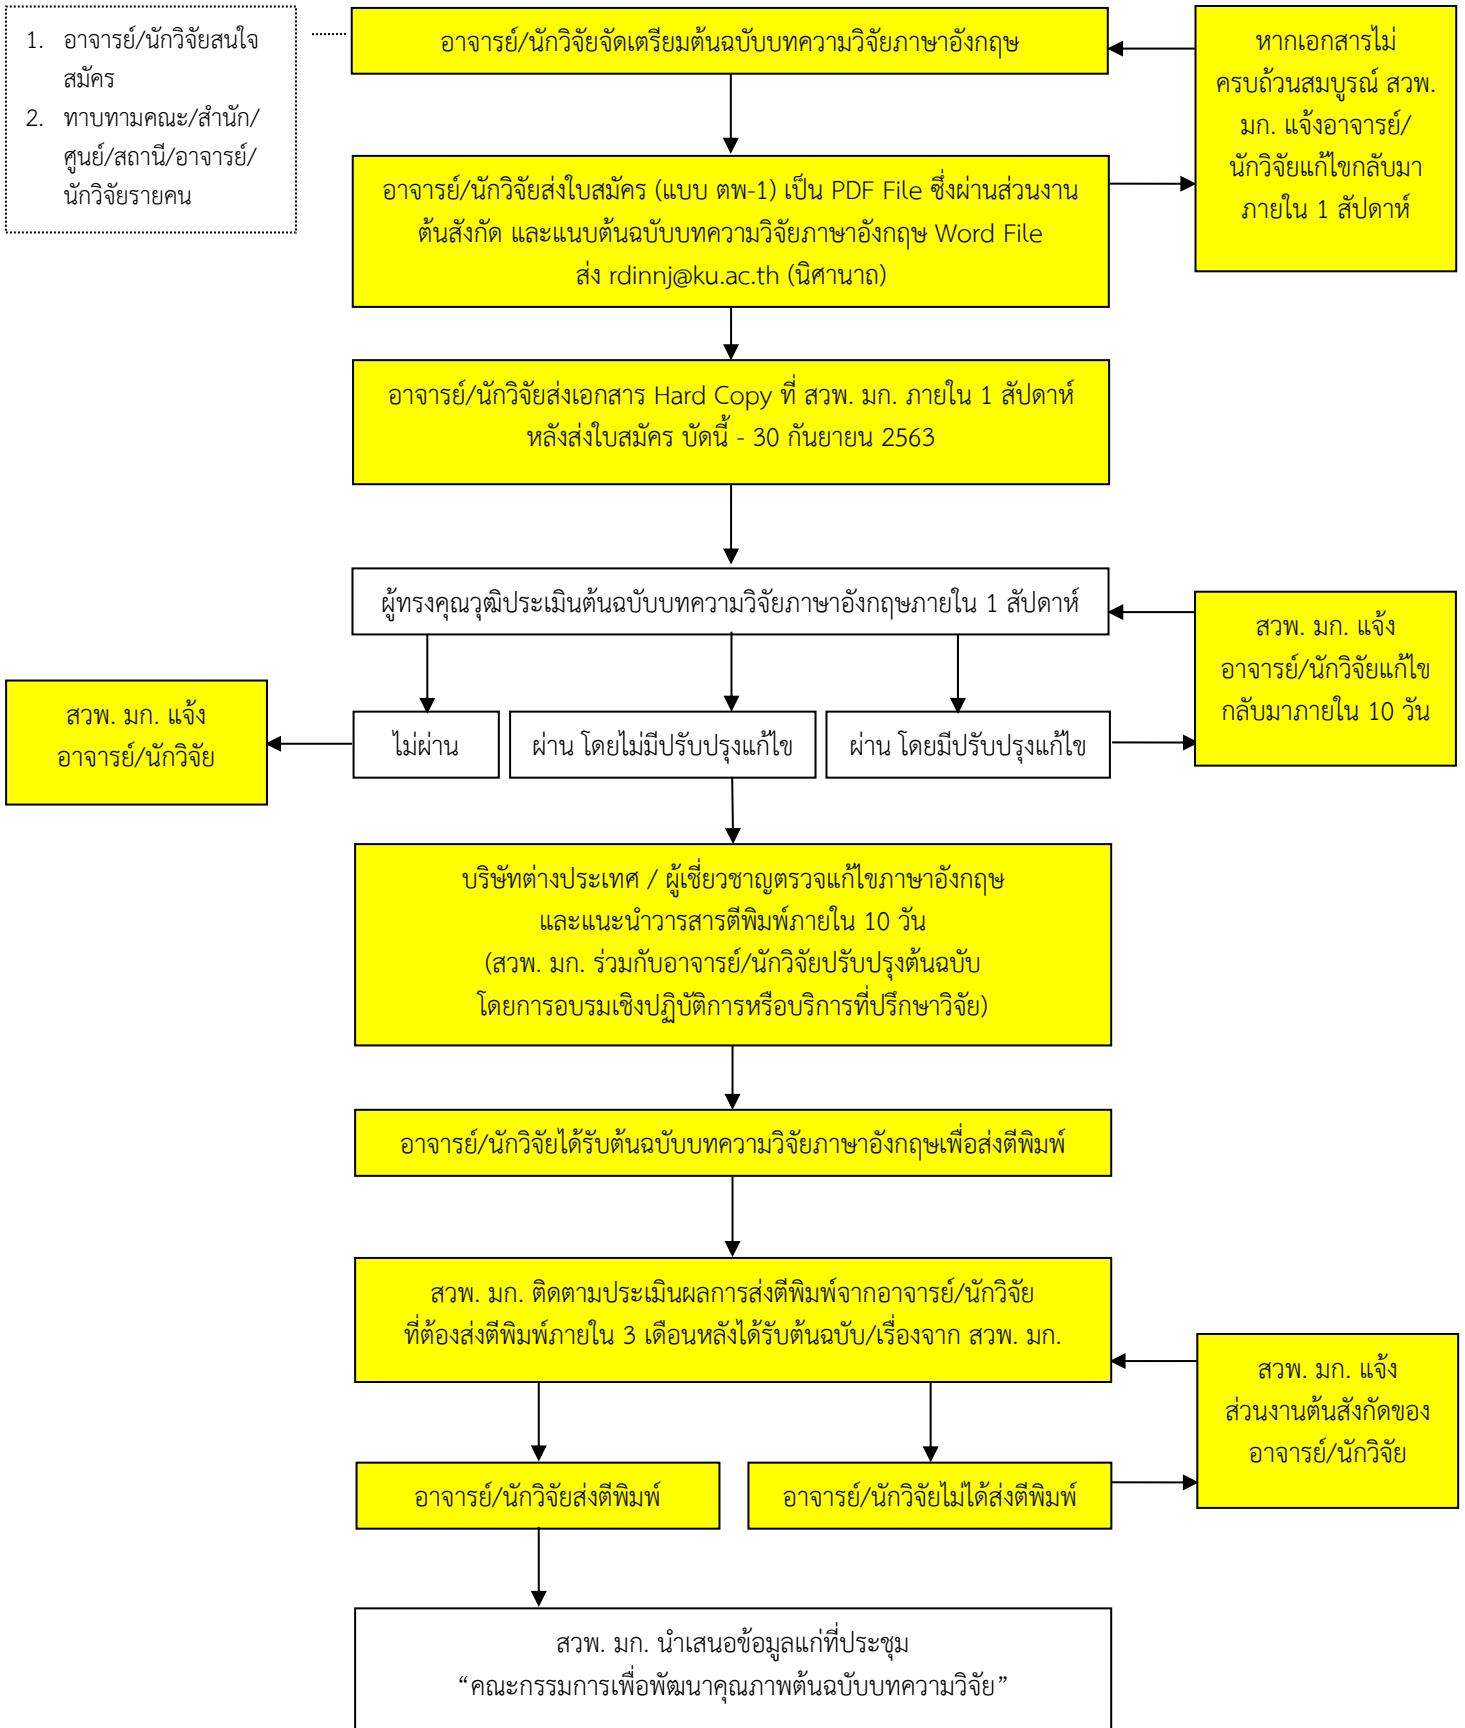 1. อาจารย์/นักวิจัยสนใจ
สมัคร
2. ทาบทามคณะ/สำนัก/
ศูนย์/สถานี/อาจารย์/
นักวิจัยรายคน
อาจารย์/นักวิจัยจัดเตรียมต้นฉบับบทความวิจัยภาษาอังกฤษ
หากเอกสารไม่
ครบถ้วนสมบูรณ์ สวพ.
มก. แจ้งอาจารย์/
นักวิจัยแก้ไขกลับมา
ภายใน 1 สัปดาห์
อาจารย์/นักวิจัยส่งใบสมัคร (แบบ ตพ-1) เป็น PDF File ซึ่งผ่านส่วนงาน
ต้นสังกัด และแนบต้นฉบับบทความวิจัยภาษาอังกฤษ Word File
ส่ง rdinnj@ku.ac.th (นิศานาถ)
อาจารย์/นักวิจัยส่งเอกสาร Hard Copy ที่ สวพ. มก. ภายใน 1 สัปดาห์
หลังส่งใบสมัคร บัดนี้ - 30 กันยายน 2563
ผู้ทรงคุณวุฒิประเมินต้นฉบับบทความวิจัยภาษาอังกฤษภายใน 1 สัปดาห์
สวพ. มก. แจ้ง
อาจารย์/นักวิจัยแก้ไข
กลับมาภายใน 10 วัน
สวพ. มก. แจ้ง
อาจารย์/นักวิจัย
ไม่ผ่าน
ผ่าน โดยไม่มีปรับปรุงแก้ไข
ผ่าน โดยมีปรับปรุงแก้ไข
บริษัทต่างประเทศ / ผู้เชี่ยวชาญตรวจแก้ไขภาษาอังกฤษ
และแนะนำวารสารตีพิมพ์ภายใน 10 วัน
(สวพ. มก. ร่วมกับอาจารย์/นักวิจัยปรับปรุงต้นฉบับ
โดยการอบรมเชิงปฏิบัติการหรือบริการที่ปรึกษาวิจัย)
อาจารย์/นักวิจัยได้รับต้นฉบับบทความวิจัยภาษาอังกฤษเพื่อส่งตีพิมพ์
สวพ. มก. ติดตามประเมินผลการส่งตีพิมพ์จากอาจารย์/นักวิจัย
ที่ต้องส่งตีพิมพ์ภายใน 3 เดือนหลังได้รับต้นฉบับ/เรื่องจาก สวพ. มก.
สวพ. มก. แจ้ง
ส่วนงานต้นสังกัดของ
อาจารย์/นักวิจัย
อาจารย์/นักวิจัยส่งตีพิมพ์
อาจารย์/นักวิจัยไม่ได้ส่งตีพิมพ์
สวพ. มก. นำเสนอข้อมูลแก่ที่ประชุม
“คณะกรรมการเพื่อพัฒนาคุณภาพต้นฉบับบทความวิจัย”